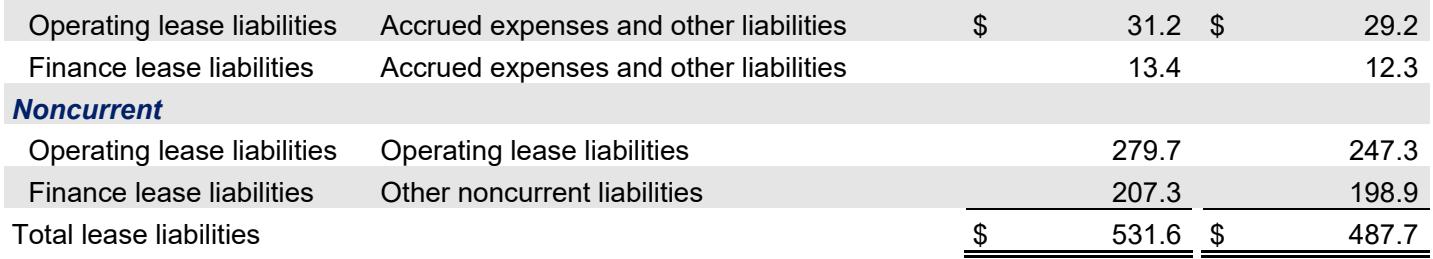 Operating lease liabilities Accrued expenses and other liabilities $ 31.2 $ 29.2
Finance lease liabilities Accrued expenses and other liabilities 13.4 12.3
Noncurrent
Operating lease liabilities Operating lease liabilities 279.7 247.3
Finance lease liabilities Other noncurrent liabilities 207.3 198.9
Total lease liabilities $ 531.6 $ 487.7